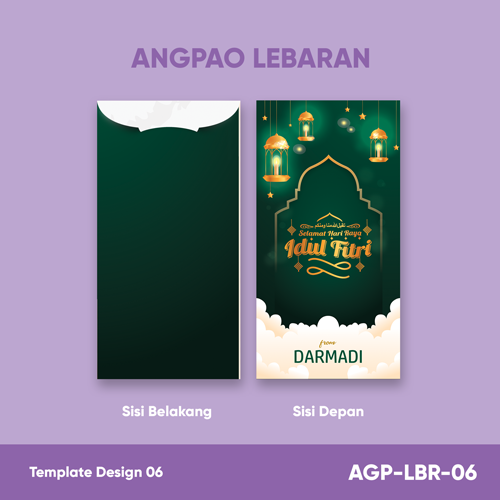 ANGPAO LEBARAN
Selamat Hari Raya
Idul Fitri
from
DARMADI
Sisi Belakang
Sisi Depan
Template Design 06
AGP-LBR-06